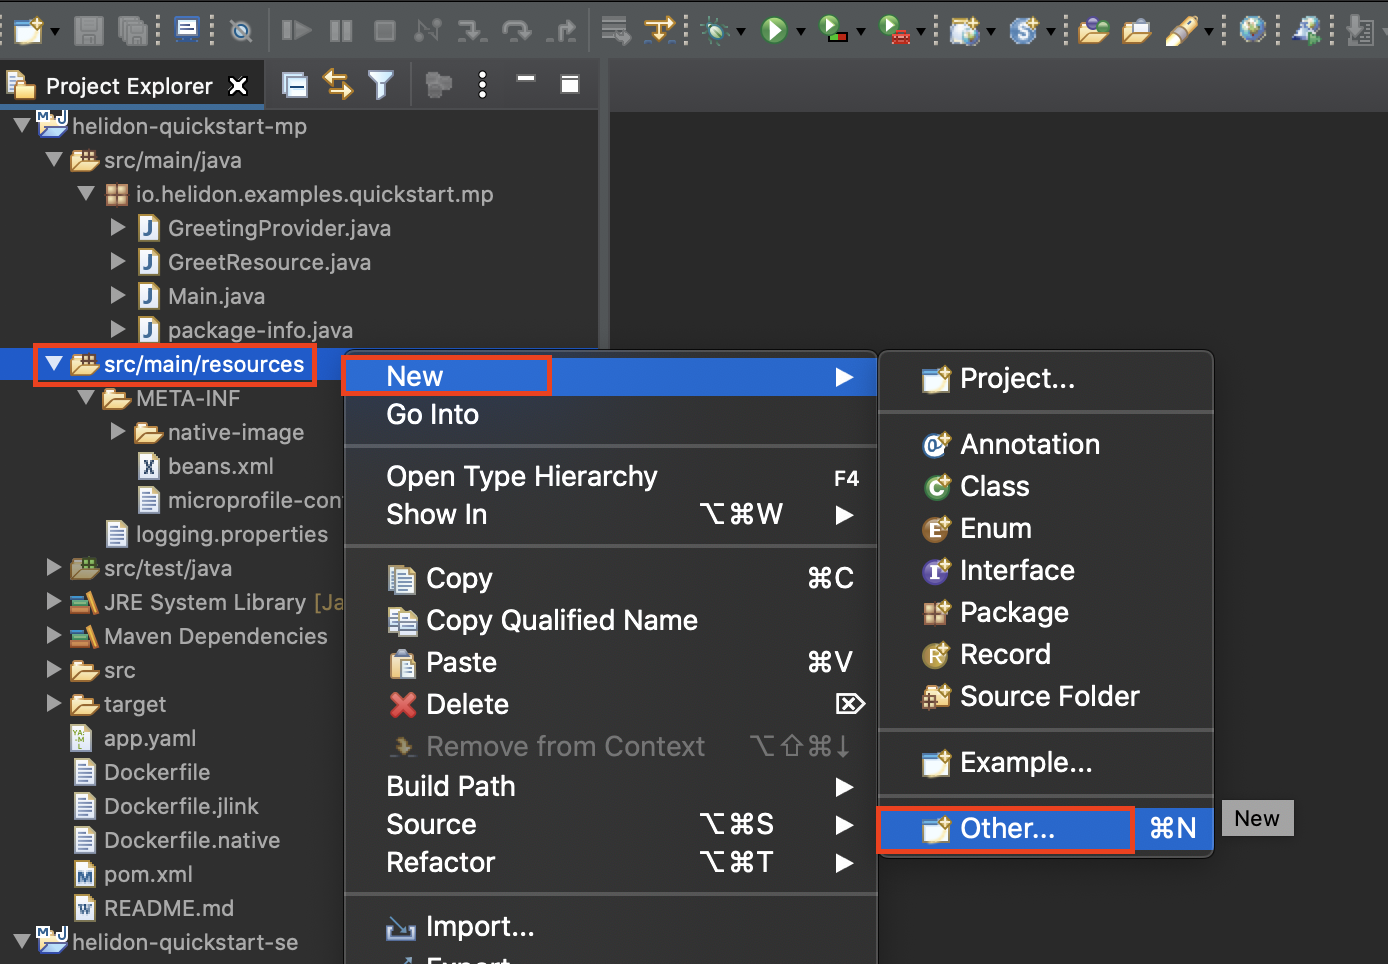 Project Explorer
helidon-quickstart-mp
src/main/java
io.helidon.examples.quickstart.mp
GreetingProvider.java
GreetResource.java
Main.java
package-info.java
src/main/resources
META-INF
native-image
beans.xml
microprofile-con
logging.properties
src/test/java
JRE System Library [Ja
Maven Dependencies
src
target
app.yaml
Dockerfile
Dockerfile.jlink
Dockerfile.native
pom.xml
README.md
helidon-quickstart-se
New
Go Into
Open Type Hierarchy F4
Show In ⌥⌘W
Copy ⌘C
Copy Qualified Name
Paste ⌘V
Delete ⌦
Remove from Context ⌥⇧⌘↓
Build Path
Source ⌥⌘S
Refactor ⌥⌘T
Import...
Export
Project...
Annotation
Class
Enum
Interface
Package
Record
Source Folder
Example...
Other... ⌘N
New